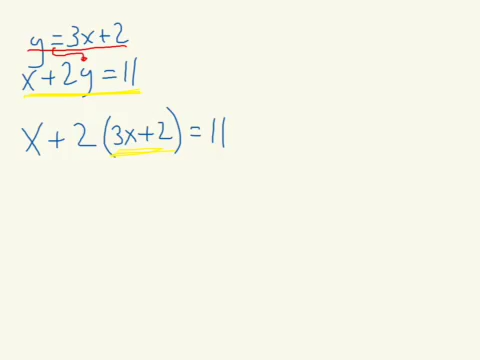 y = 3x + 2
x + 2y = 11
x + 2 (3x + 2) = 11